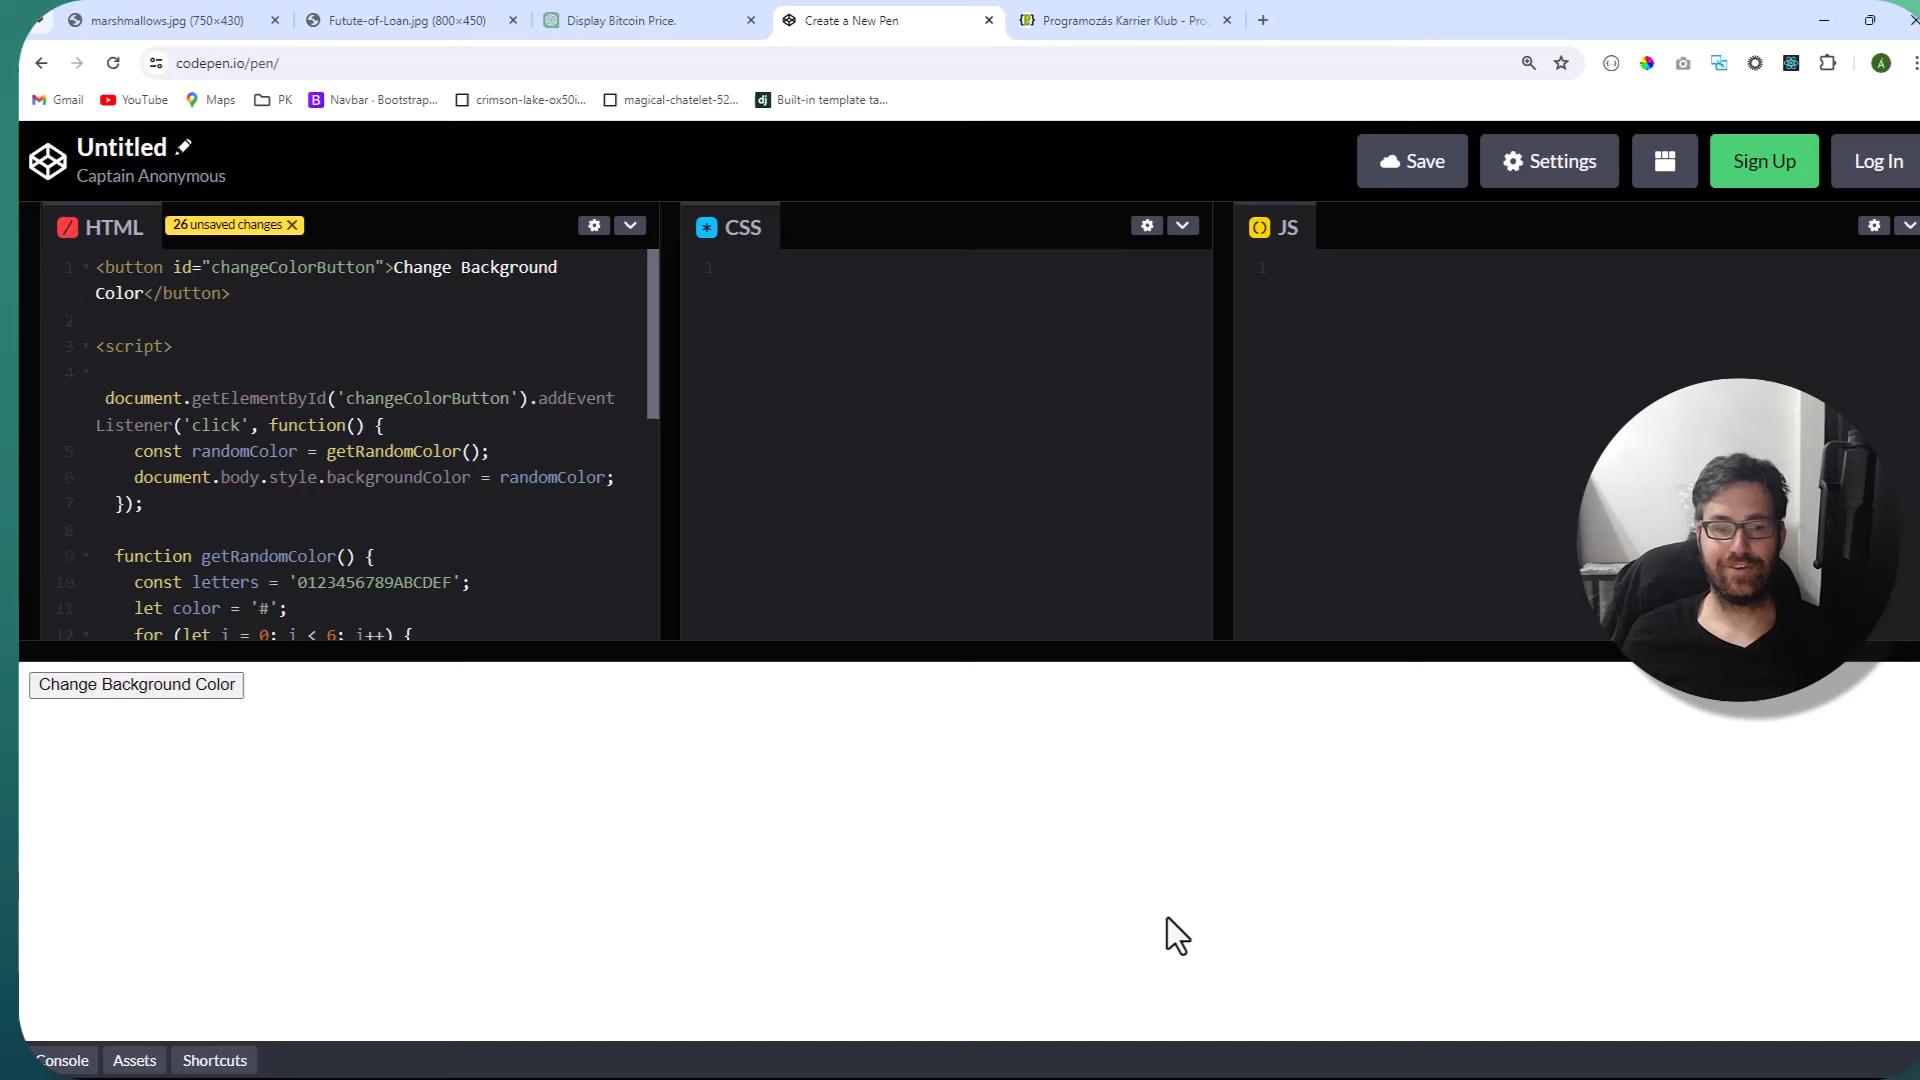 marshmallows.jpg (750×430)
Futute-of-Loan.jpg (800×450)
Display Bitcoin Price.
Create a New Pen
Programozás Karrier Klub - Pro
codepen.io/pen/
Á
Gmail
YouTube
Maps
PK
B
Navbar · Bootstrap...
crimson-lake-ox50i...
magical-chatelet-52...
dj
Built-in template ta...
Untitled
Captain Anonymous
Save
Settings
Sign Up
Log In
HTML
26 unsaved changes
CSS
JS
1 <button id="changeColorButton">Change Background
Color</button>
2
3 <script>
4
document.getElementById('changeColorButton').addEvent
Listener('click', function() {
5 const randomColor = getRandomColor();
6 document.body.style.backgroundColor = randomColor;
7 });
8
9 function getRandomColor() {
10 const letters = '0123456789ABCDEF';
11 let color = '#';
12 for (let i = 0; i < 6; i++) {
1
1
Change Background Color
Console
Assets
Shortcuts